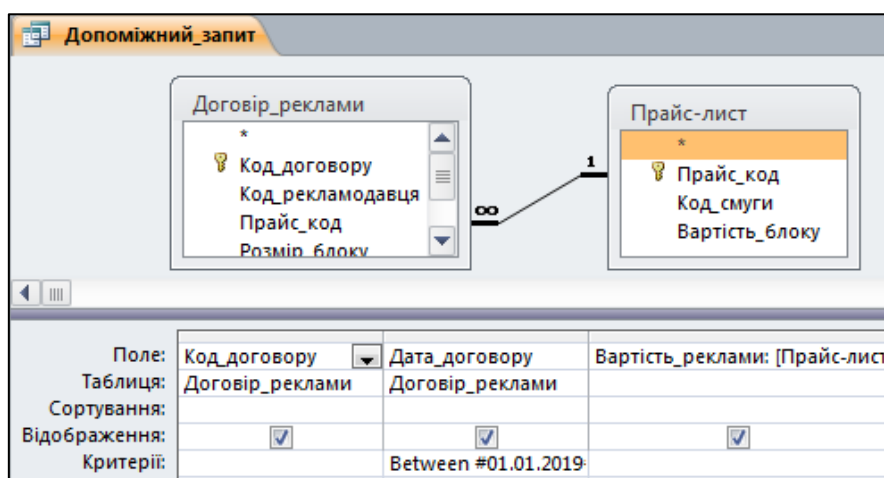 Допоміжний_запит
Договір_реклами
*
Код_договору
Код_рекламодавця
Прайс_код
Розмір_блоку
∞
1
Прайс-лист
*
Прайс_код
Код_смуги
Вартість_блоку
Поле: Код_договору Дата_договору Вартість_реклами: [Прайс-лист
Таблиця: Договір_реклами Договір_реклами
Сортування:
Відображення:
Критерії: Between #01.01.2019